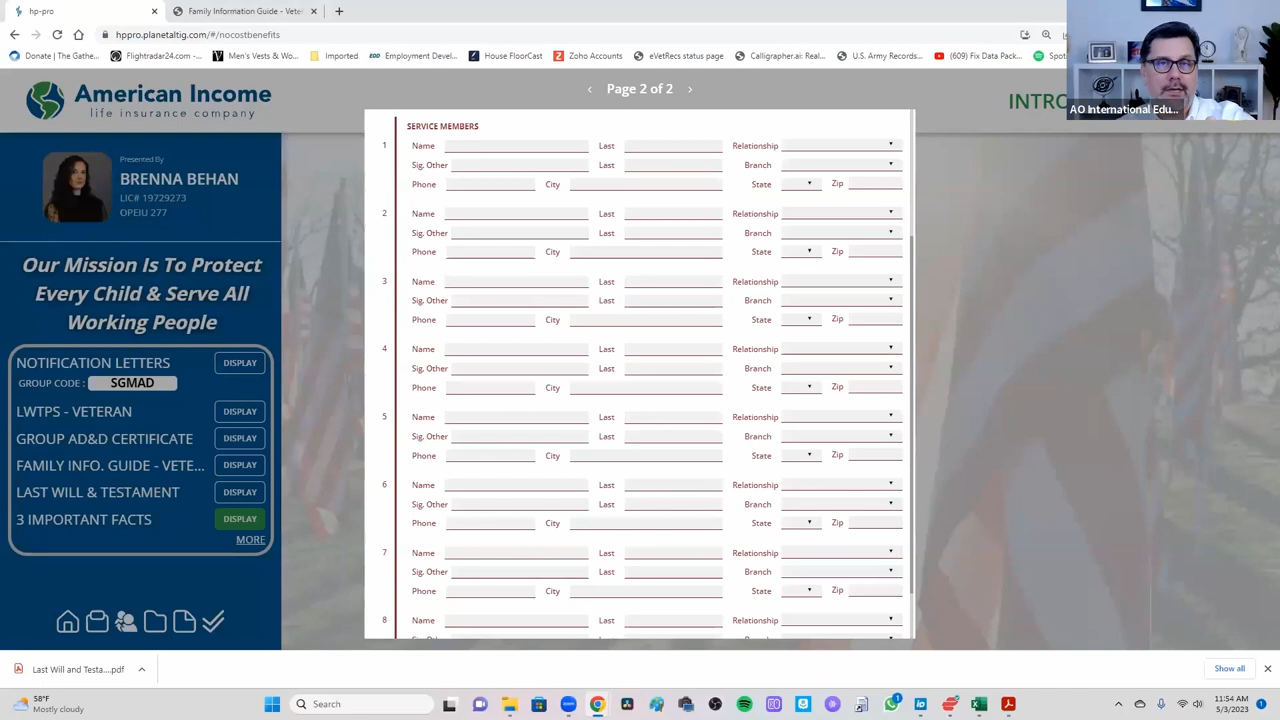 hp-pro
Family Information Guide - Vete
hppro.planetaltig.com/#/nocostbenefits
Donate | The Gathe...
Flightradar24.com -...
Men's Vests & Wo...
Imported
EDD Employment Devel...
House FloorCast
Zoho Accounts
eVetRecs status page
Calligrapher.ai: Real...
U.S. Army Records...
(609) Fix Data Pack...
Spot
AO International Edu...
American Income
life insurance company
Page 2 of 2
INTRO
Presented By
BRENNA BEHAN
LIC# 19729273
OPEIU 277
Our Mission Is To Protect
Every Child & Serve All
Working People
NOTIFICATION LETTERS DISPLAY
GROUP CODE : SGMAD
LWTPS - VETERAN DISPLAY
GROUP AD&D CERTIFICATE DISPLAY
FAMILY INFO. GUIDE - VETE... DISPLAY
LAST WILL & TESTAMENT DISPLAY
3 IMPORTANT FACTS DISPLAY
MORE
SERVICE MEMBERS
1 Name Last Relationship
Sig. Other Last Branch
Phone City State Zip
2 Name Last Relationship
Sig. Other Last Branch
Phone City State Zip
3 Name Last Relationship
Sig. Other Last Branch
Phone City State Zip
4 Name Last Relationship
Sig. Other Last Branch
Phone City State Zip
5 Name Last Relationship
Sig. Other Last Branch
Phone City State Zip
6 Name Last Relationship
Sig. Other Last Branch
Phone City State Zip
7 Name Last Relationship
Sig. Other Last Branch
Phone City State Zip
8 Name Last Relationship
Last Will and Testa....pdf
Show all
58°F
Mostly cloudy
Search
1
11:54 AM
5/3/2023